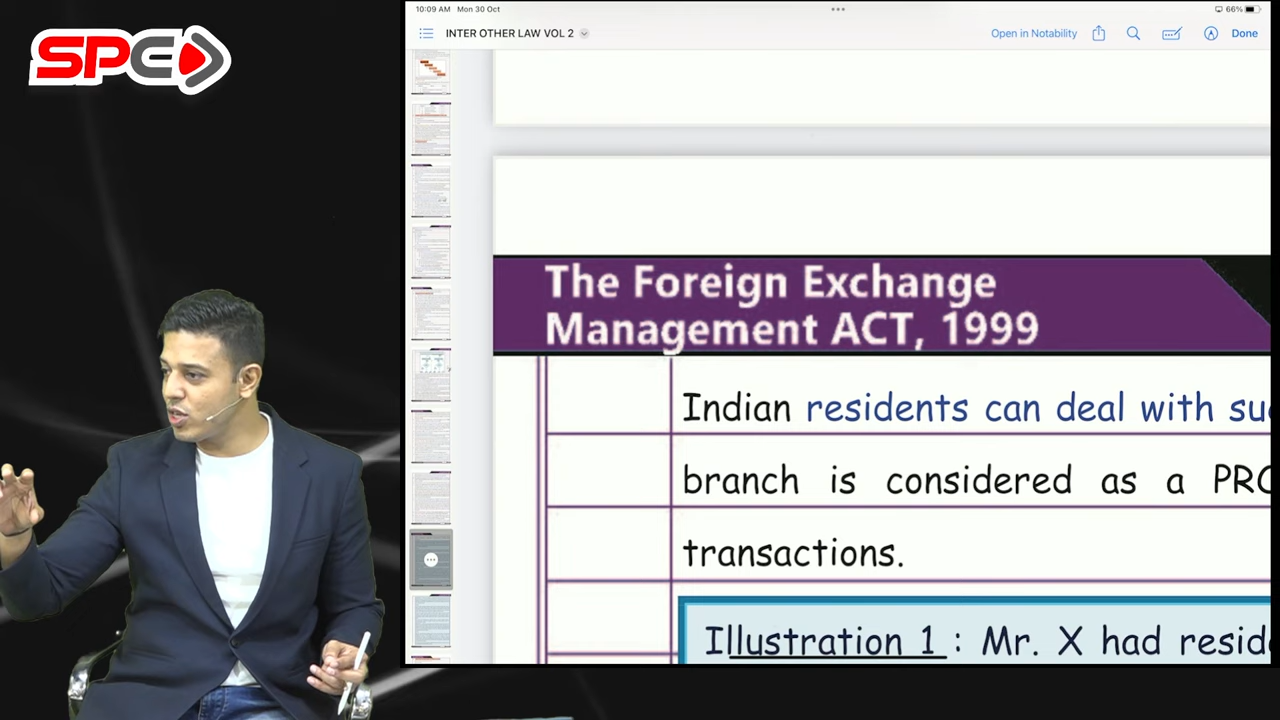 SPED
10:09 AM Mon 30 Oct
66%
INTER OTHER LAW VOL 2
Open in Notability
Done
The Foreign Exchange
Management ACT, 1999
Indian residents can deal with su
branch is considered as a PRO
transactions.
Illustration 1 : Mr. X had resid
SPE